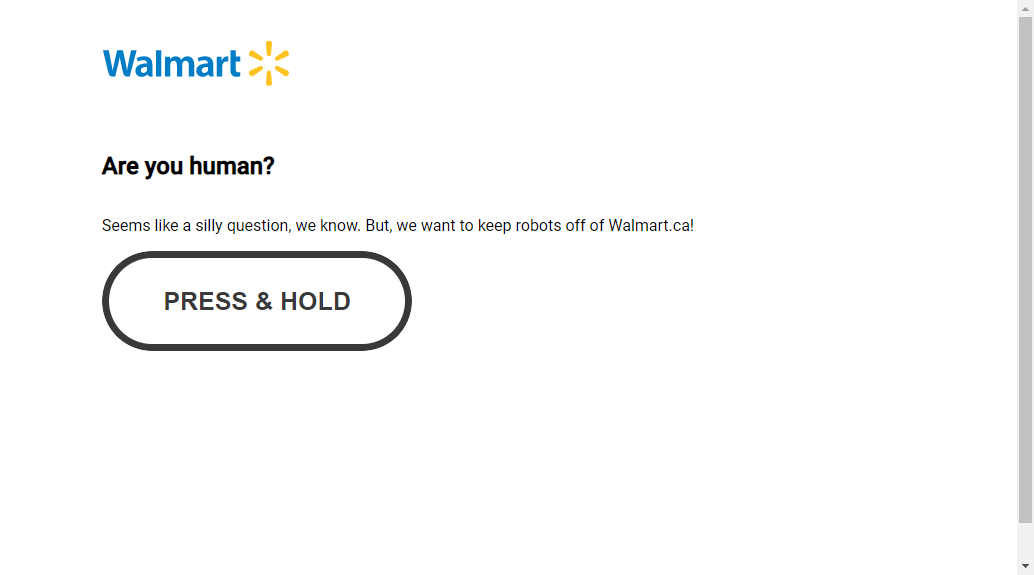 Walmart
Are you human?
Seems like a silly question, we know. But, we want to keep robots off of Walmart.ca!
PRESS & HOLD